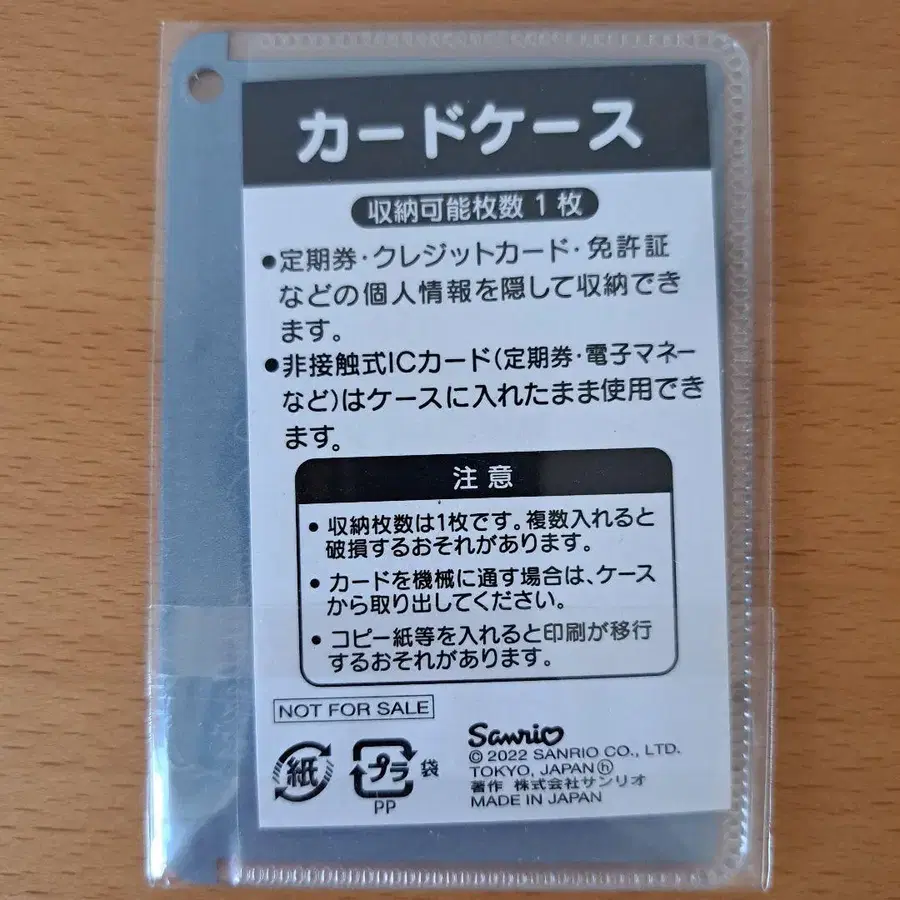 カードケース
収納可能枚数 1 枚
●定期券・クレジットカード・免許証
などの個人情報を隠して収納でき
ます。
●非接触式ICカード(定期券・電子マネー
など)はケースに入れたまま使用でき
ます。
注意
● 収納枚数は1枚です。複数入れると
破損するおそれがあります。
● カードを機械に通す場合は、ケース
から取り出してください。
● コピー紙等を入れると印刷が移行
するおそれがあります。
NOT FOR SALE
紙
プラ 袋
PP
Sanrio
© 2022 SANRIO CO., LTD.
TOKYO, JAPAN ⓗ
著作 株式会社サンリオ
MADE IN JAPAN